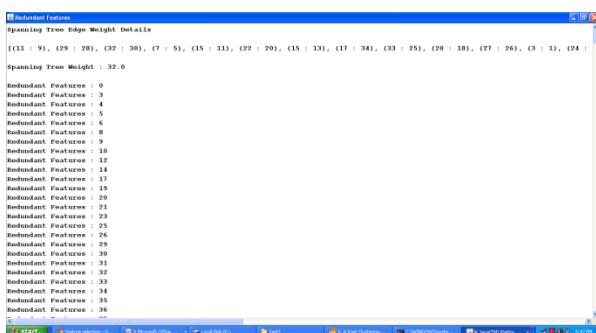 Redundant Features
Spanning Tree Edge Weight Details
[(11 : 9), (29 : 28), (32 : 30), (7 : 5), (15 : 11), (22 : 20), (15 : 13), (17 : 34), (33 : 25), (20 : 18), (27 : 26), (3 : 1), (24 :
Spanning Tree Weight : 32.0
Redundant Features : 0
Redundant Features : 3
Redundant Features : 4
Redundant Features : 5
Redundant Features : 6
Redundant Features : 8
Redundant Features : 9
Redundant Features : 10
Redundant Features : 12
Redundant Features : 14
Redundant Features : 17
Redundant Features : 19
Redundant Features : 20
Redundant Features : 21
Redundant Features : 23
Redundant Features : 25
Redundant Features : 26
Redundant Features : 29
Redundant Features : 30
Redundant Features : 31
Redundant Features : 32
Redundant Features : 33
Redundant Features : 34
Redundant Features : 35
Redundant Features : 36
start